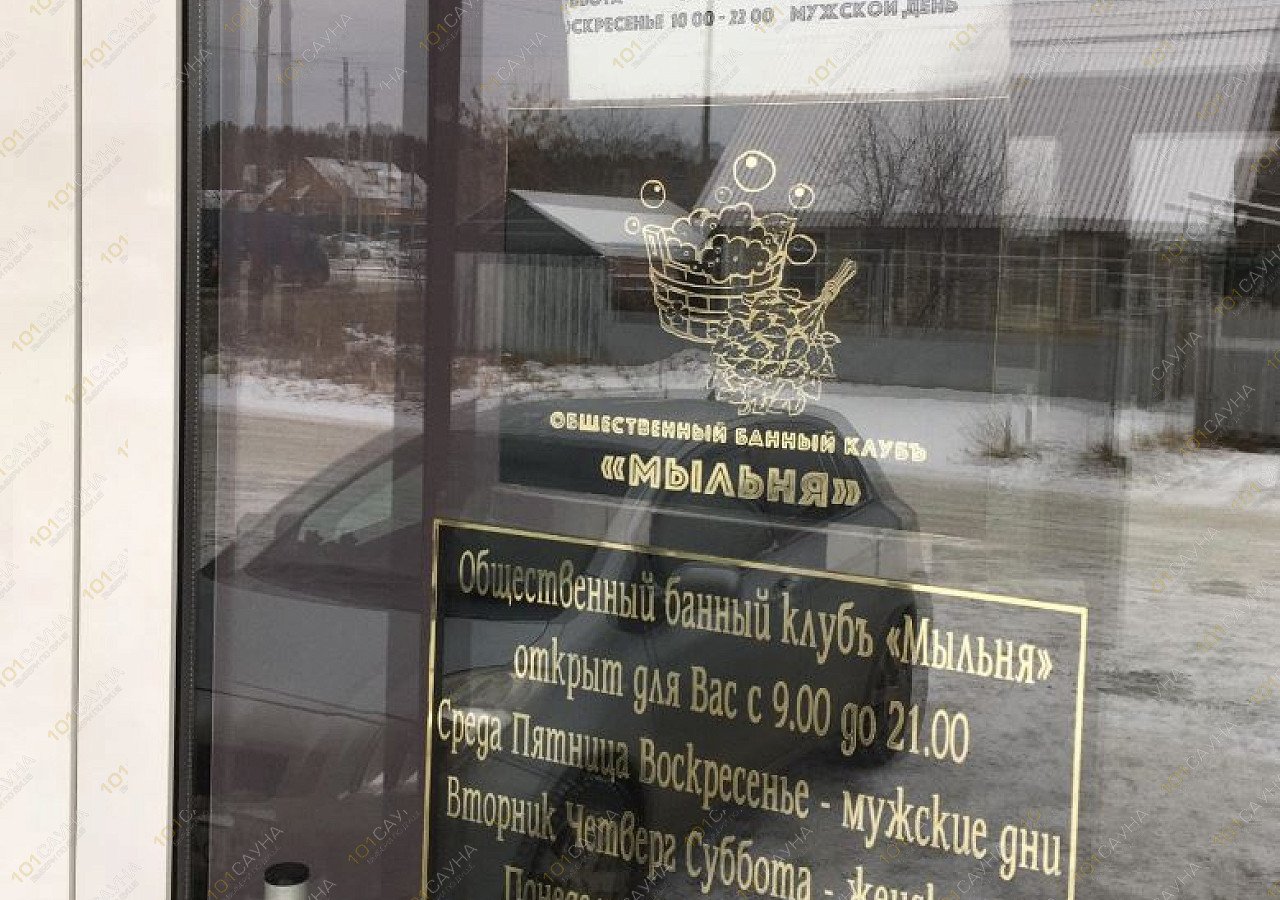 ВОСКРЕСЕНЬЕ 10 00 - 22 00 МУЖСКОЙ ДЕНЬ
ОБЩЕСТВЕННЫЙ БАННЫЙ КЛУБЪ
«МЫЛЬНЯ»
Общественный банный клубъ «Мыльня»
открыт для Вас с 9.00 до 21.00
Среда Пятница Воскресенье - мужские дни
Вторник Четверг Суббота -
101САУНА